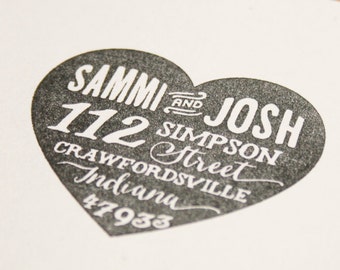 SAMMI AND JOSH
112 SIMPSON
Street
CRAWFORDSVILLE
Indiana
47933